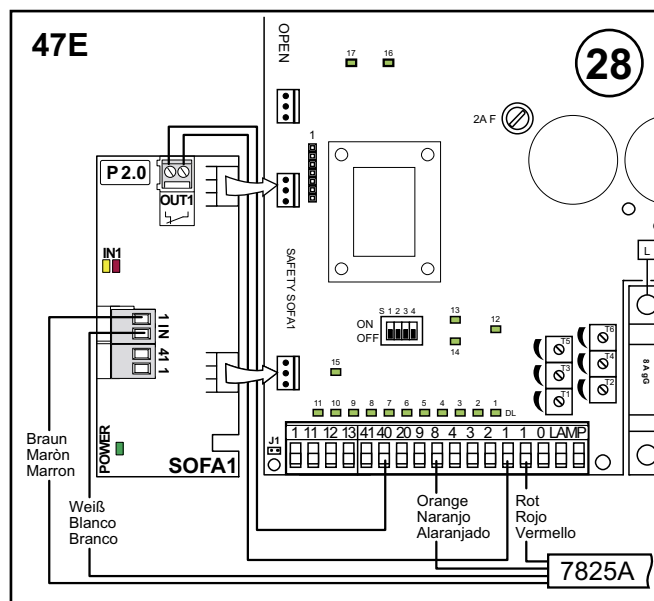 47E
28
OPEN
17
16
2A F
1
P 2.0
OUT1
IN1
SAFETY SOFA1
L
S 1 2 3 4
ON
OFF
13
14
12
15
T5
T6
T3
T4
T1
T2
8 A gG
1
IN
41
1
11 10 9 8 7 6 5 4 3 2 1 DL
1 11 12 13 41 40 20 9 8 4 3 2 1 1 0 LAMP
J1
POWER
SOFA1
Braun
Maròn
Marron
Weiß
Blanco
Branco
Orange
Naranjo
Alaranjado
Rot
Rojo
Vermello
7825A